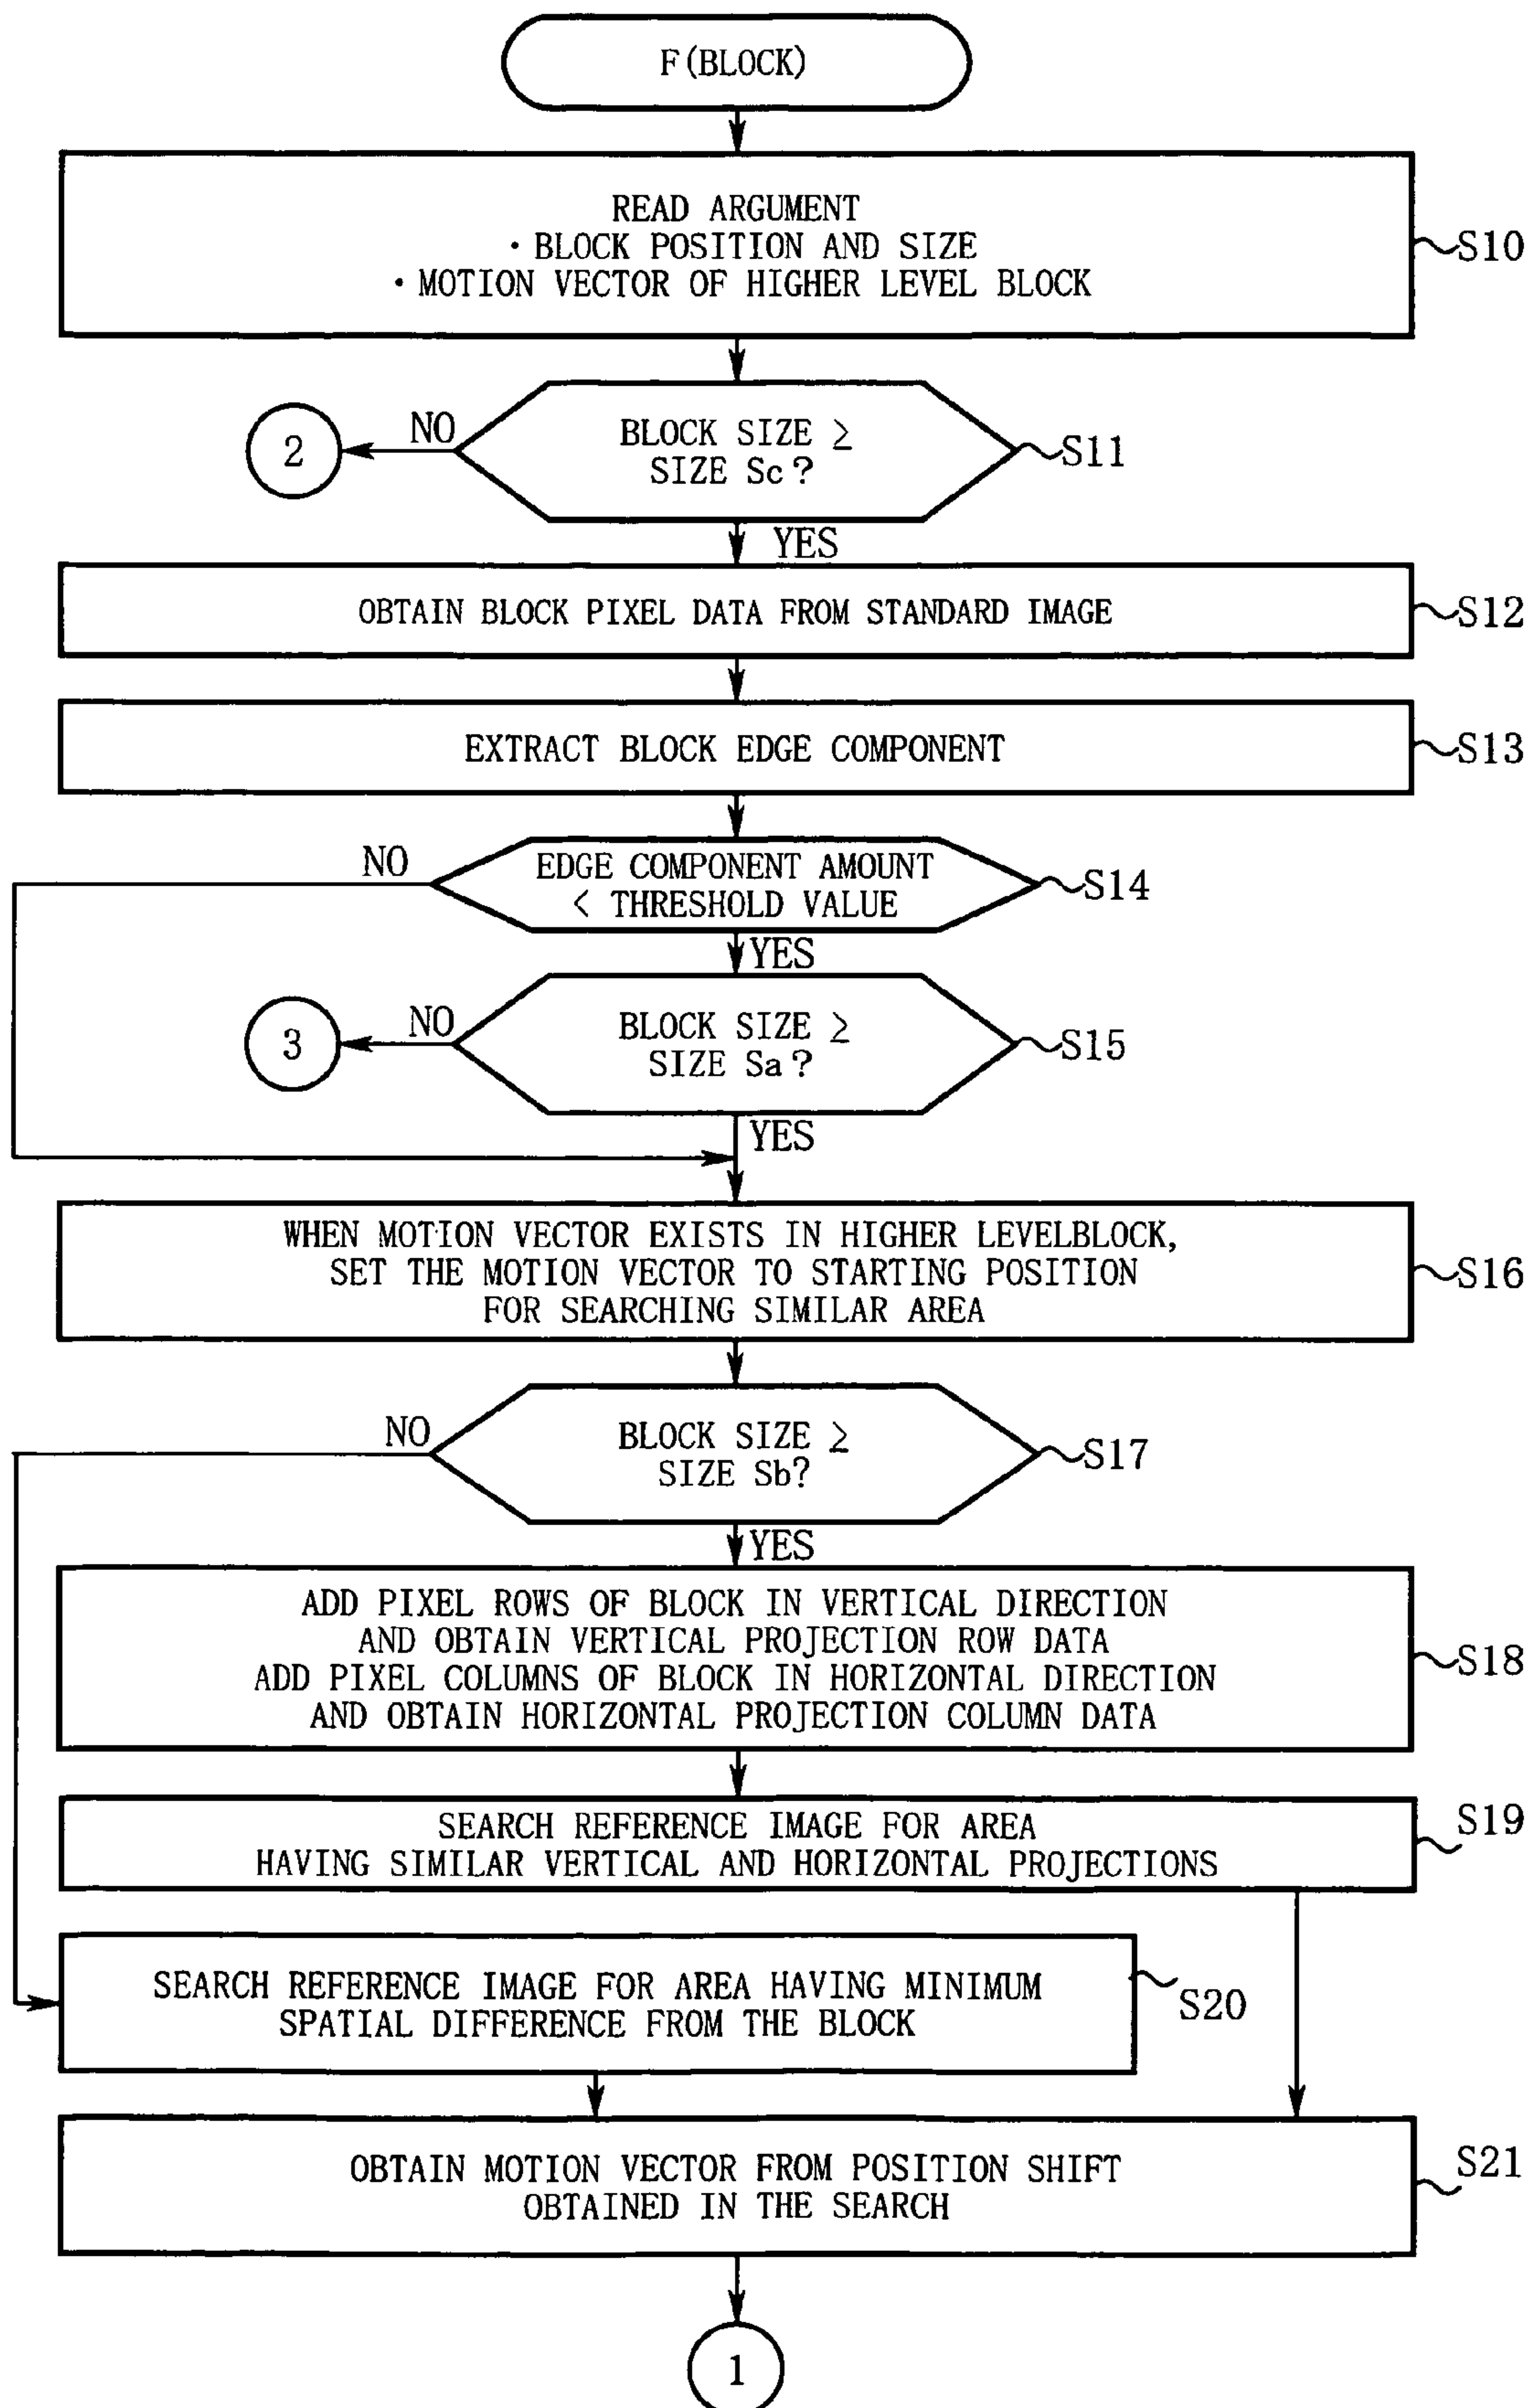 F(BLOCK)
READ ARGUMENT
・BLOCK POSITION AND SIZE
・MOTION VECTOR OF HIGHER LEVEL BLOCK
S10
BLOCK SIZE ≥
SIZE Sc?
S11
NO
2
YES
OBTAIN BLOCK PIXEL DATA FROM STANDARD IMAGE
S12
EXTRACT BLOCK EDGE COMPONENT
S13
NO
EDGE COMPONENT AMOUNT
< THRESHOLD VALUE
S14
YES
BLOCK SIZE ≥
SIZE Sa?
S15
NO
3
YES
WHEN MOTION VECTOR EXISTS IN HIGHER LEVELBLOCK,
SET THE MOTION VECTOR TO STARTING POSITION
FOR SEARCHING SIMILAR AREA
S16
NO
BLOCK SIZE ≥
SIZE Sb?
S17
YES
ADD PIXEL ROWS OF BLOCK IN VERTICAL DIRECTION
AND OBTAIN VERTICAL PROJECTION ROW DATA
ADD PIXEL COLUMNS OF BLOCK IN HORIZONTAL DIRECTION
AND OBTAIN HORIZONTAL PROJECTION COLUMN DATA
S18
SEARCH REFERENCE IMAGE FOR AREA
HAVING SIMILAR VERTICAL AND HORIZONTAL PROJECTIONS
S19
SEARCH REFERENCE IMAGE FOR AREA HAVING MINIMUM
SPATIAL DIFFERENCE FROM THE BLOCK
S20
OBTAIN MOTION VECTOR FROM POSITION SHIFT
OBTAINED IN THE SEARCH
S21
1